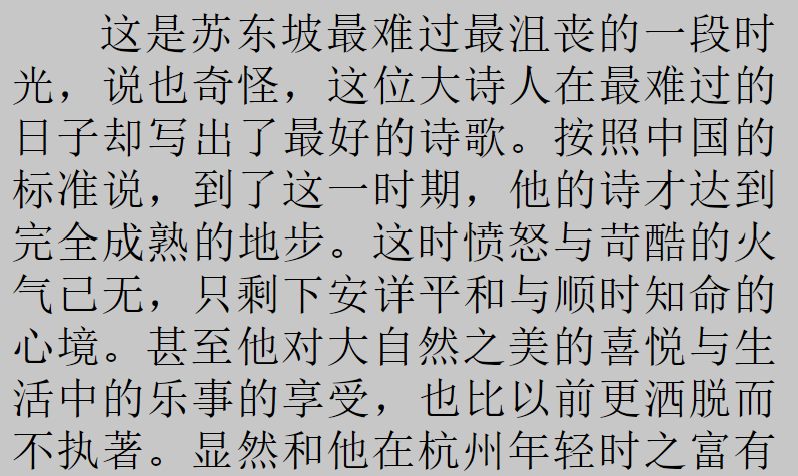 这是苏东坡最难过最沮丧的一段时
光，说也奇怪，这位大诗人在最难过的
日子却写出了最好的诗歌。按照中国的
标准说，到了这一时期，他的诗才达到
完全成熟的地步。这时愤怒与苛酷的火
气已无，只剩下安详平和与顺时知命的
心境。甚至他对大自然之美的喜悦与生
活中的乐事的享受，也比以前更洒脱而
不执著。显然和他在杭州年轻时之富有